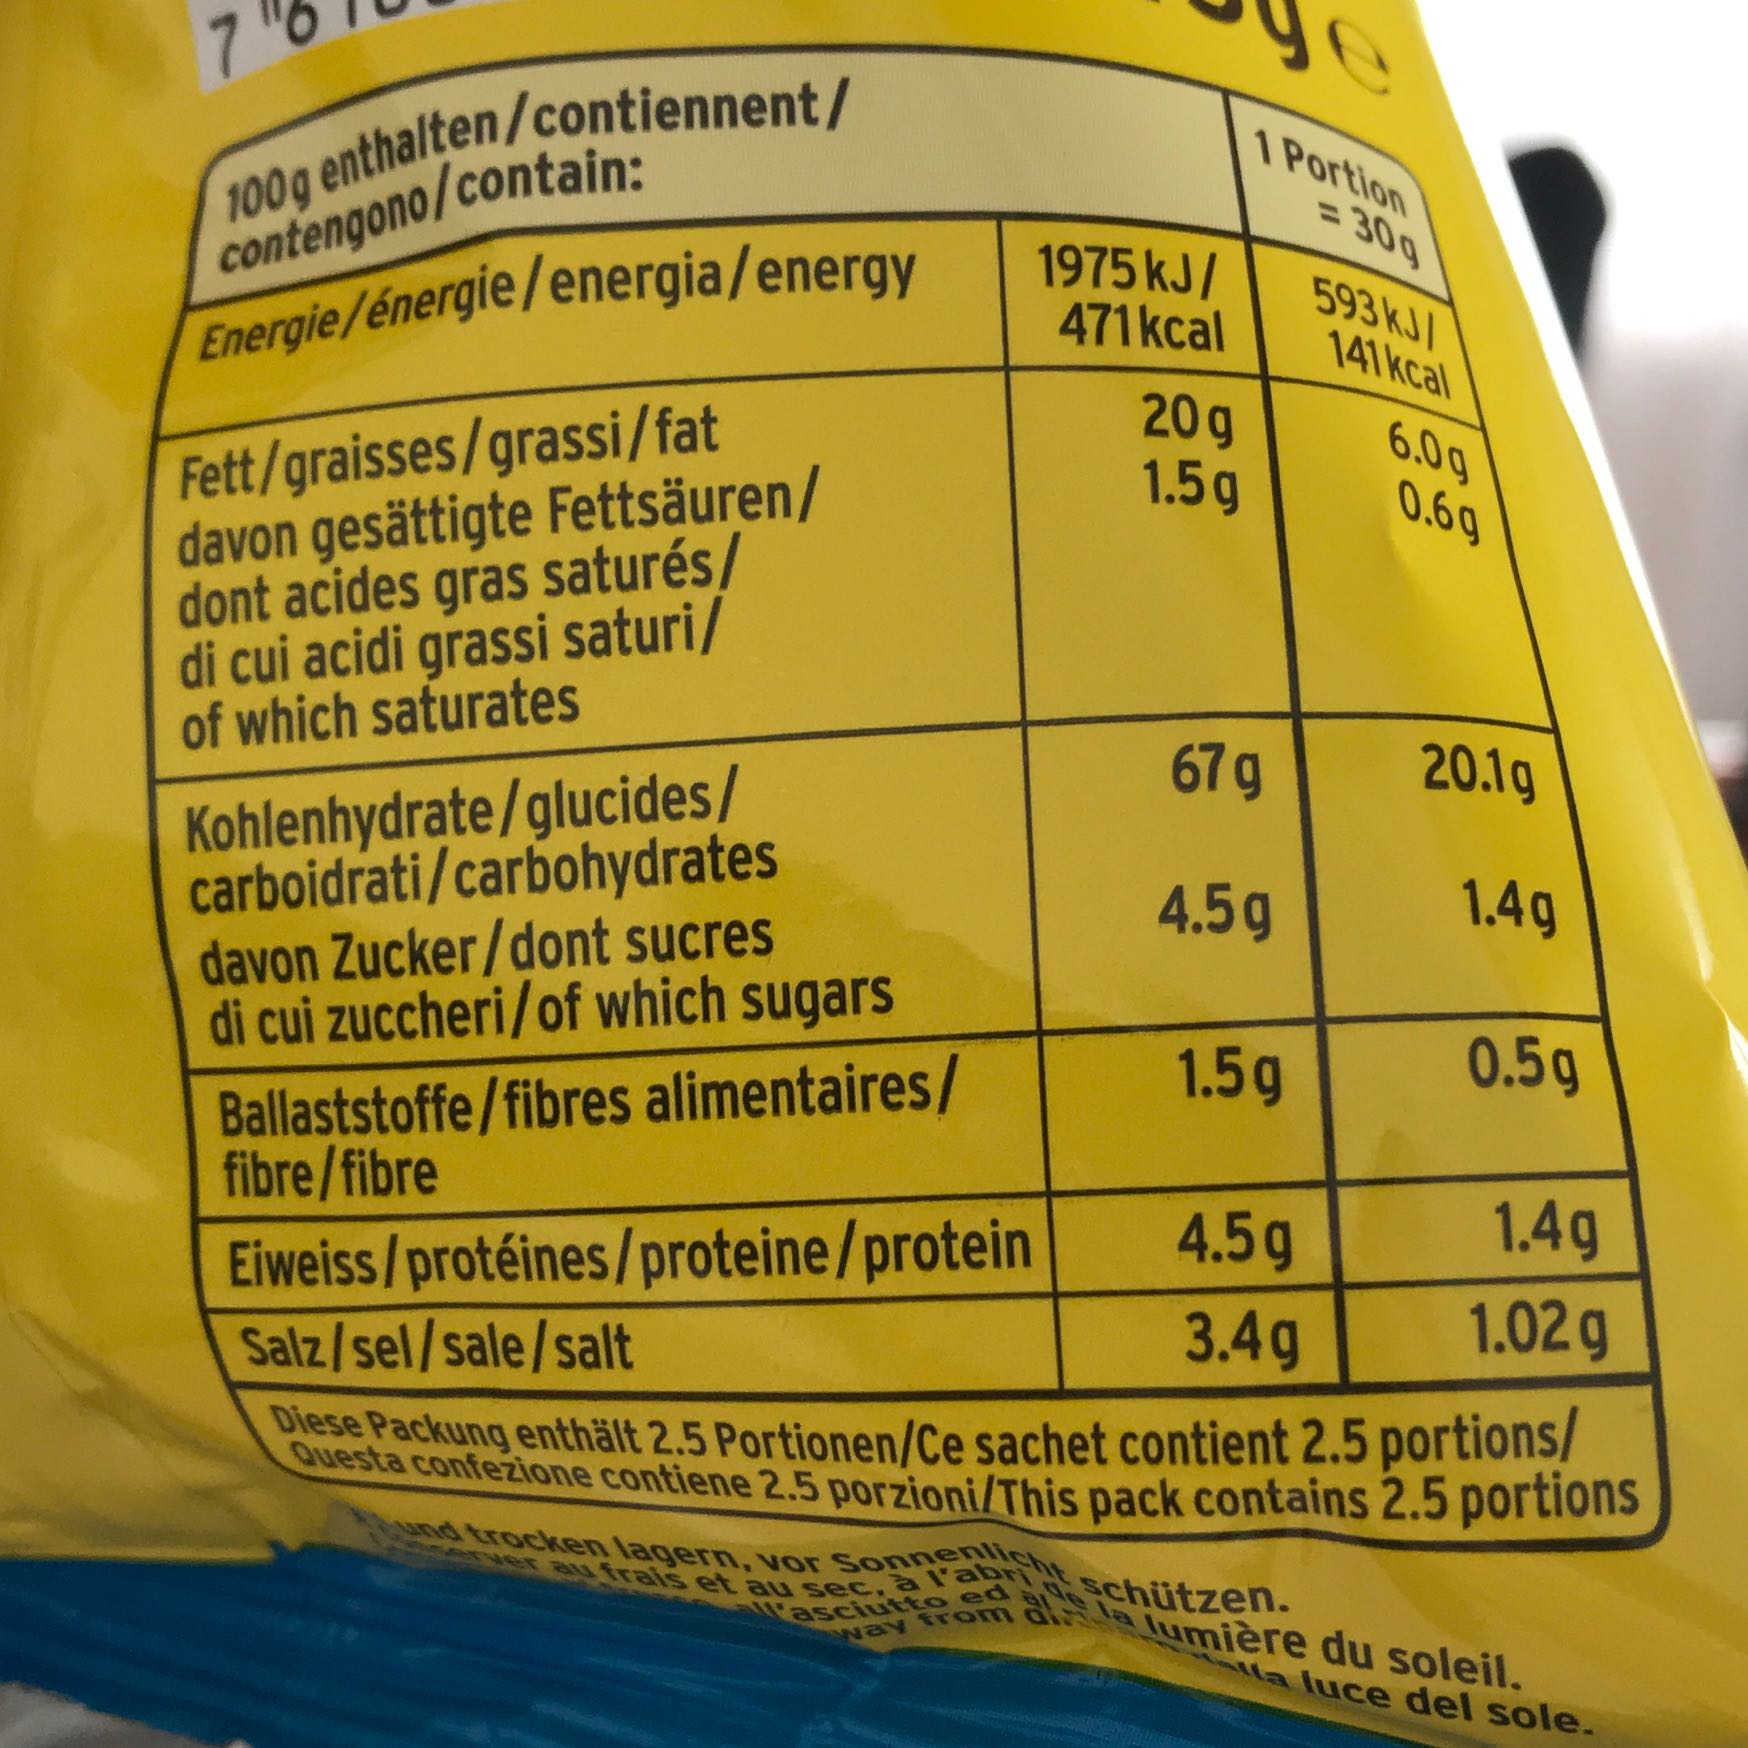 100g enthalten/contiennent/
contengono/contain:
1 Portion
= 30g
Energie/énergie/energia/energy
1975 kJ/
471 kcal
593 kJ/
141 kcal
Fett/graisses/grassi/fat 20 g 6.0g
davon gesättigte Fettsäuren/ 1.5g 0.6g
dont acides gras saturés/
di cui acidi grassi saturi/
of which saturates
Kohlenhydrate/glucides/ 67g 20.1g
carboidrati/carbohydrates
davon Zucker/dont sucres 4.5g 1.4g
di cui zuccheri/of which sugars
Ballaststoffe/fibres alimentaires/ 1.5g 0.5g
fibre/fibre
Eiweiss/protéines/proteine/protein 4.5g 1.4g
Salz/sel/sale/salt 3.4g 1.02g
Diese Packung enthält 2.5 Portionen/Ce sachet contient 2.5 portions/
Questa confezione contiene 2.5 porzioni/This pack contains 2.5 portions
und trocken lagern, vor Sonnenlicht schützen.
au frais et au sec, à l'abri de la lumière du soleil.
all'asciutto ed luce del sole.
from